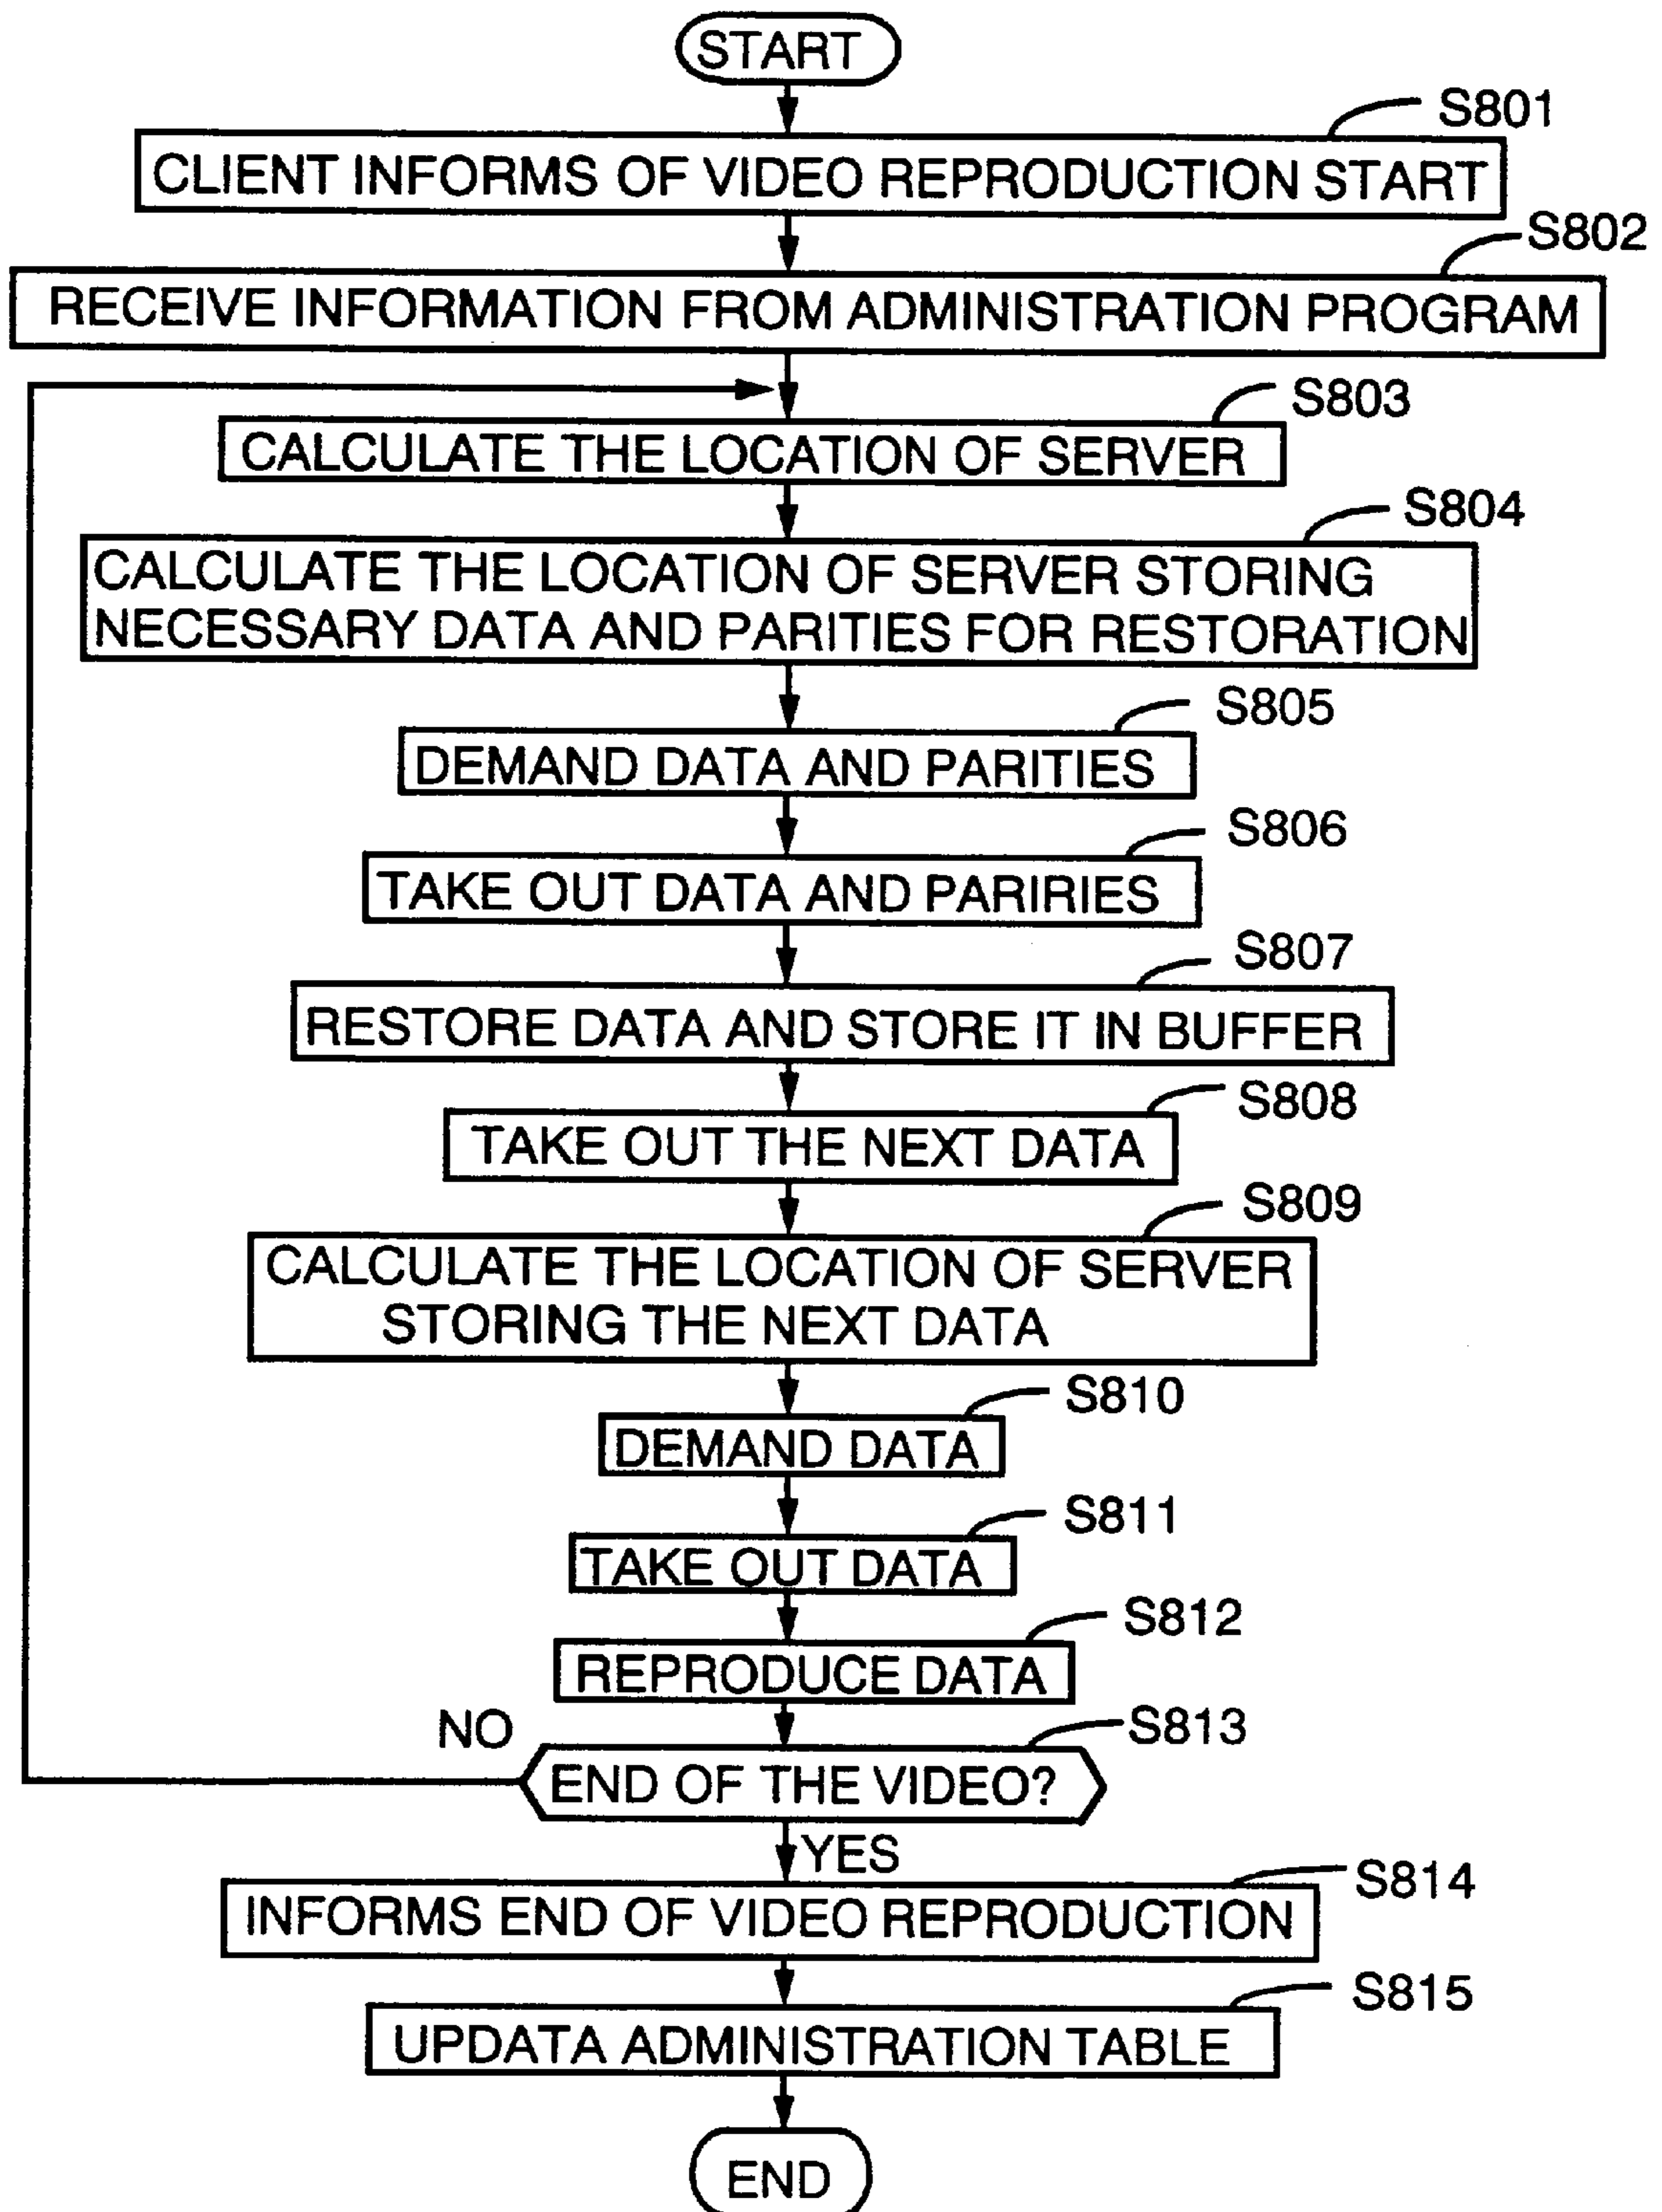 START
S801
CLIENT INFORMS OF VIDEO REPRODUCTION START
S802
RECEIVE INFORMATION FROM ADMINISTRATION PROGRAM
S803
CALCULATE THE LOCATION OF SERVER
S804
CALCULATE THE LOCATION OF SERVER STORING
NECESSARY DATA AND PARITIES FOR RESTORATION
S805
DEMAND DATA AND PARITIES
S806
TAKE OUT DATA AND PARIRIES
S807
RESTORE DATA AND STORE IT IN BUFFER
S808
TAKE OUT THE NEXT DATA
S809
CALCULATE THE LOCATION OF SERVER
STORING THE NEXT DATA
S810
DEMAND DATA
S811
TAKE OUT DATA
S812
REPRODUCE DATA
NO
S813
END OF THE VIDEO?
YES
S814
INFORMS END OF VIDEO REPRODUCTION
S815
UPDATA ADMINISTRATION TABLE
END